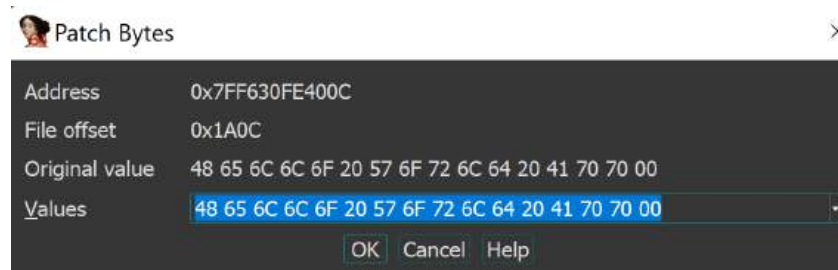 Patch Bytes
Address 0x7FF630FE400C
File offset 0x1A0C
Original value 48 65 6C 6C 6F 20 57 6F 72 6C 64 20 41 70 70 00
Values 48 65 6C 6C 6F 20 57 6F 72 6C 64 20 41 70 70 00
OK Cancel Help